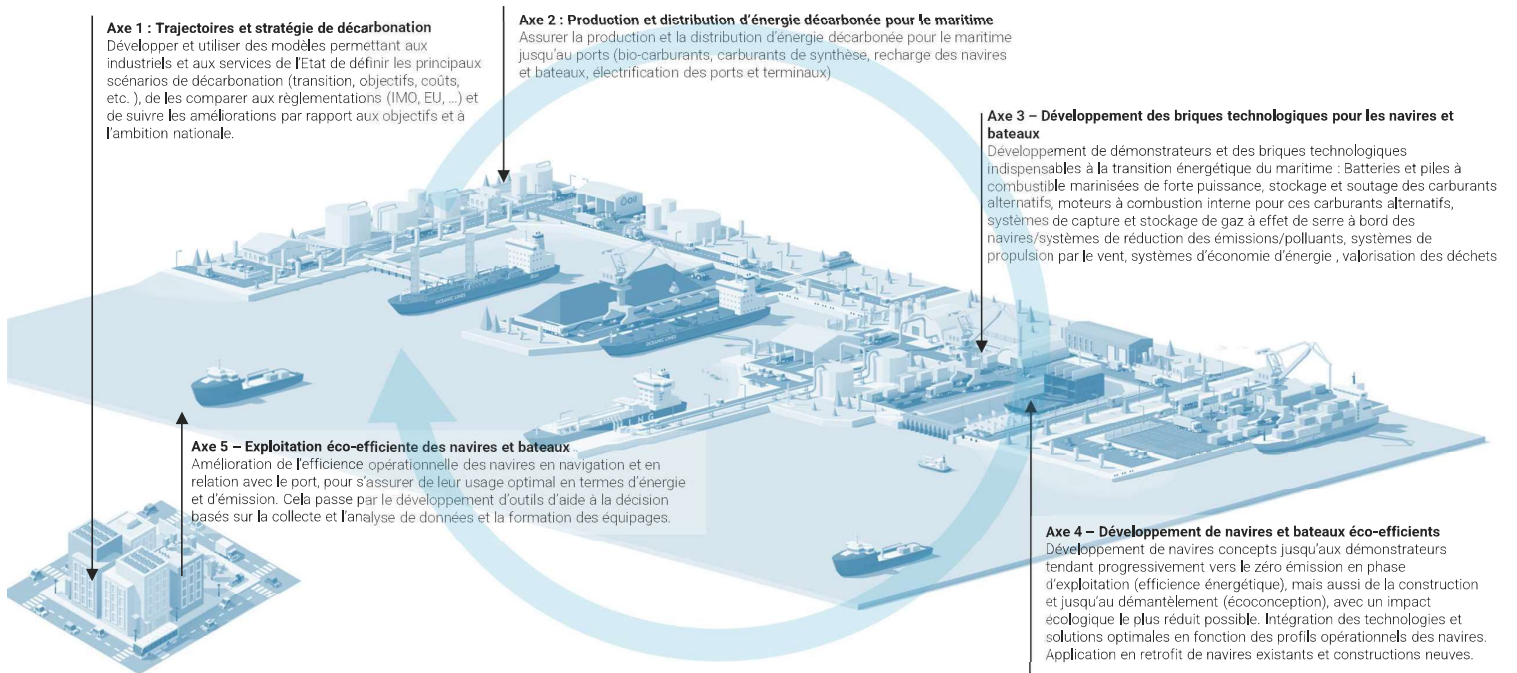 Axe 1 : Trajectoires et stratégie de décarbonation
Développer et utiliser des modèles permettant aux
industriels et aux services de l'Etat de définir les principaux
scénarios de décarbonation (transition, objectifs, coûts,
etc. ), de les comparer aux règlementations (IMO, EU, ...) et
de suivre les améliorations par rapport aux objectifs et à
l'ambition nationale.
Axe 2 : Production et distribution d'énergie décarbonée pour le maritime
Assurer la production et la distribution d'énergie décarbonée pour le maritime
jusqu'au ports (bio-carburants, carburants de synthèse, recharge des navires
et bateaux, électrification des ports et terminaux)
Axe 3 – Développement des briques technologiques pour les navires et
bateaux
Développement de démonstrateurs et des briques technologiques
indispensables à la transition énergétique du maritime : Batteries et piles à
combustible marinisées de forte puissance, stockage et soutage des carburants
alternatifs, moteurs à combustion interne pour ces carburants alternatifs,
systèmes de capture et stockage de gaz à effet de serre à bord des
navires/systèmes de réduction des émissions/polluants, systèmes de
propulsion par le vent, systèmes d'économie d'énergie , valorisation des déchets
Oil
OCEANIC LINES
OCEANIC LINES
Axe 5 – Exploitation éco-efficiente des navires et bateaux
Amélioration de l'efficience opérationnelle des navires en navigation et en
relation avec le port, pour s'assurer de leur usage optimal en termes d'énergie
et d'émission. Cela passe par le développement d'outils d'aide à la décision
basés sur la collecte et l'analyse de données et la formation des équipages.
Axe 4 – Développement de navires et bateaux éco-efficients
Développement de navires concepts jusqu'aux démonstrateurs
tendant progressivement vers le zéro émission en phase
d'exploitation (efficience énergétique), mais aussi de la construction
et jusqu'au démantèlement (écoconception), avec un impact
écologique le plus réduit possible. Intégration des technologies et
solutions optimales en fonction des profils opérationnels des navires.
Application en retrofit de navires existants et constructions neuves.